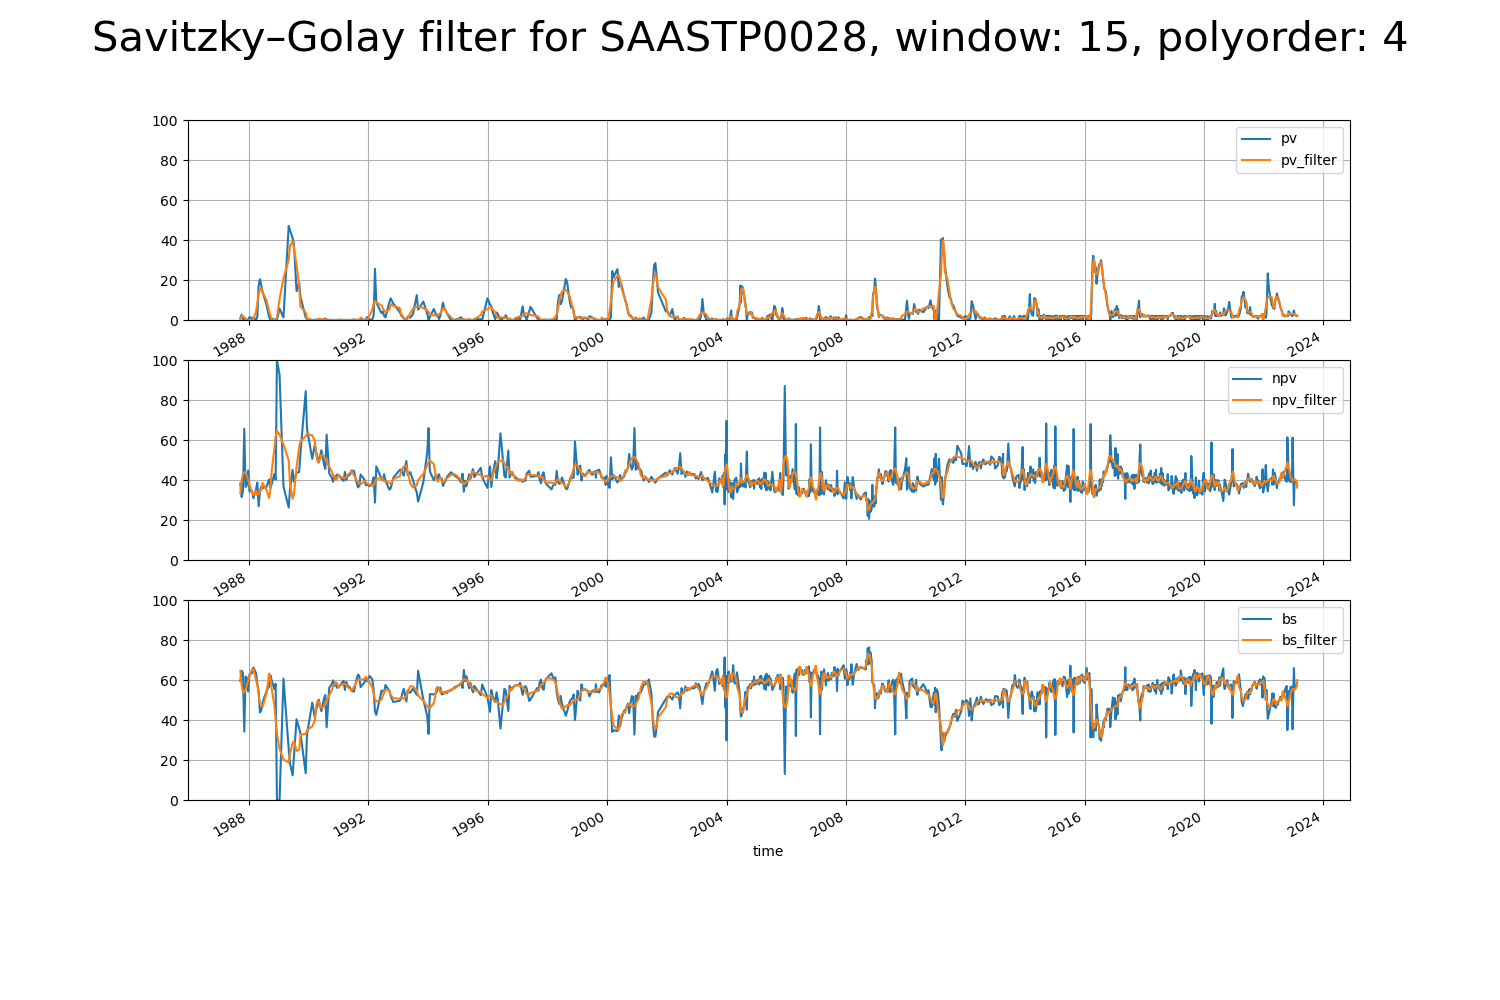 Savitzky–Golay filter for SAASTP0028, window: 15, polyorder: 4
100
80
60
40
20
0
pv
pv_filter
1988 1992 1996 2000 2004 2008 2012 2016 2020 2024
100
80
60
40
20
0
npv
npv_filter
1988 1992 1996 2000 2004 2008 2012 2016 2020 2024
100
80
60
40
20
0
bs
bs_filter
1988 1992 1996 2000 2004 2008 2012 2016 2020 2024
time